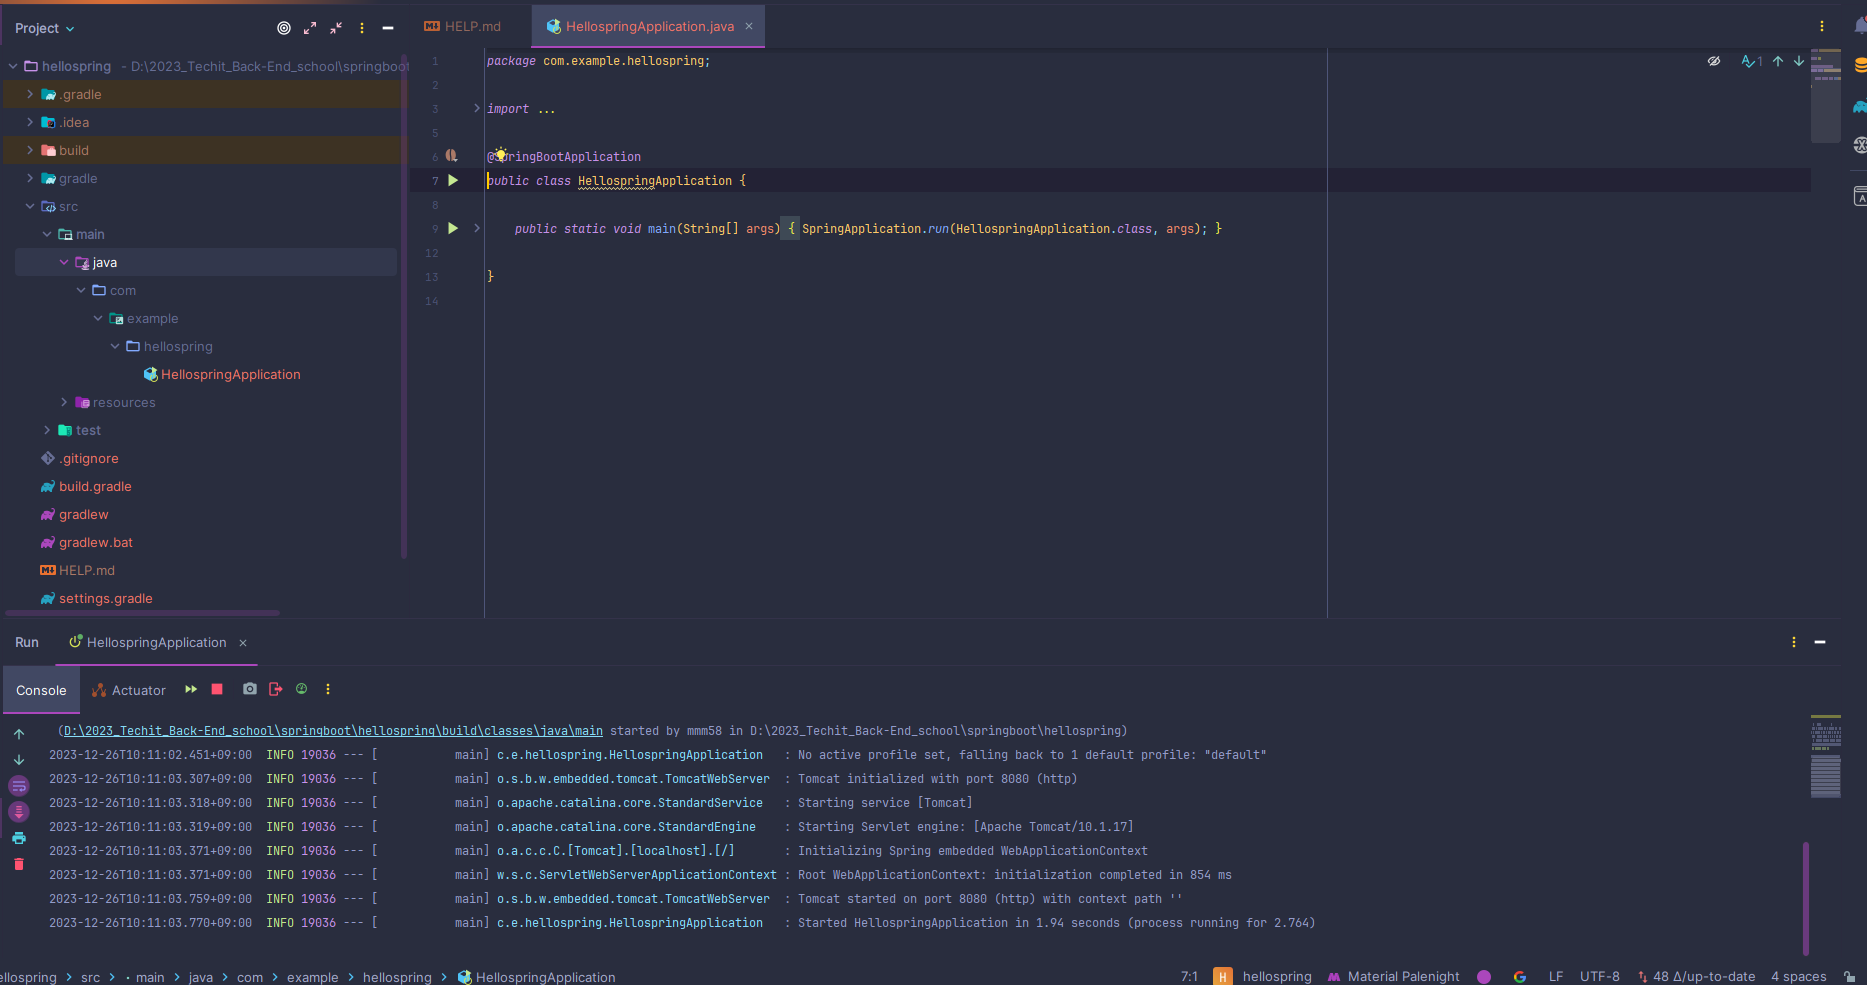 Project
hellospring - D:\2023_Techit_Back-End_school\springboot
.gradle
.idea
build
gradle
src
main
java
com
example
hellospring
HellospringApplication
resources
test
.gitignore
build.gradle
gradlew
gradlew.bat
HELP.md
settings.gradle
HELP.md
HellospringApplication.java
1
1 package com.example.hellospring;
2
3 import ...
5
6 @SpringBootApplication
7 public class HellospringApplication {
8
9 public static void main(String[] args) { SpringApplication.run(HellospringApplication.class, args); }
12
13 }
14
Run HellospringApplication
Console Actuator
(D:\2023_Techit_Back-End_school\springboot\hellospring\build\classes\java\main started by mmm58 in D:\2023_Techit_Back-End_school\springboot\hellospring)
2023-12-26T10:11:02.451+09:00 INFO 19036 --- [ main] c.e.hellospring.HellospringApplication : No active profile set, falling back to 1 default profile: "default"
2023-12-26T10:11:03.307+09:00 INFO 19036 --- [ main] o.s.b.w.embedded.tomcat.TomcatWebServer : Tomcat initialized with port 8080 (http)
2023-12-26T10:11:03.318+09:00 INFO 19036 --- [ main] o.apache.catalina.core.StandardService : Starting service [Tomcat]
2023-12-26T10:11:03.319+09:00 INFO 19036 --- [ main] o.apache.catalina.core.StandardEngine : Starting Servlet engine: [Apache Tomcat/10.1.17]
2023-12-26T10:11:03.371+09:00 INFO 19036 --- [ main] o.a.c.c.C.[Tomcat].[localhost].[/] : Initializing Spring embedded WebApplicationContext
2023-12-26T10:11:03.371+09:00 INFO 19036 --- [ main] w.s.c.ServletWebServerApplicationContext : Root WebApplicationContext: initialization completed in 854 ms
2023-12-26T10:11:03.759+09:00 INFO 19036 --- [ main] o.s.b.w.embedded.tomcat.TomcatWebServer : Tomcat started on port 8080 (http) with context path ''
2023-12-26T10:11:03.770+09:00 INFO 19036 --- [ main] c.e.hellospring.HellospringApplication : Started HellospringApplication in 1.94 seconds (process running for 2.764)
ellospring > src > main > java > com > example > hellospring > HellospringApplication 7:1 H hellospring Material Palenight LF UTF-8 48 Δ/up-to-date 4 spaces